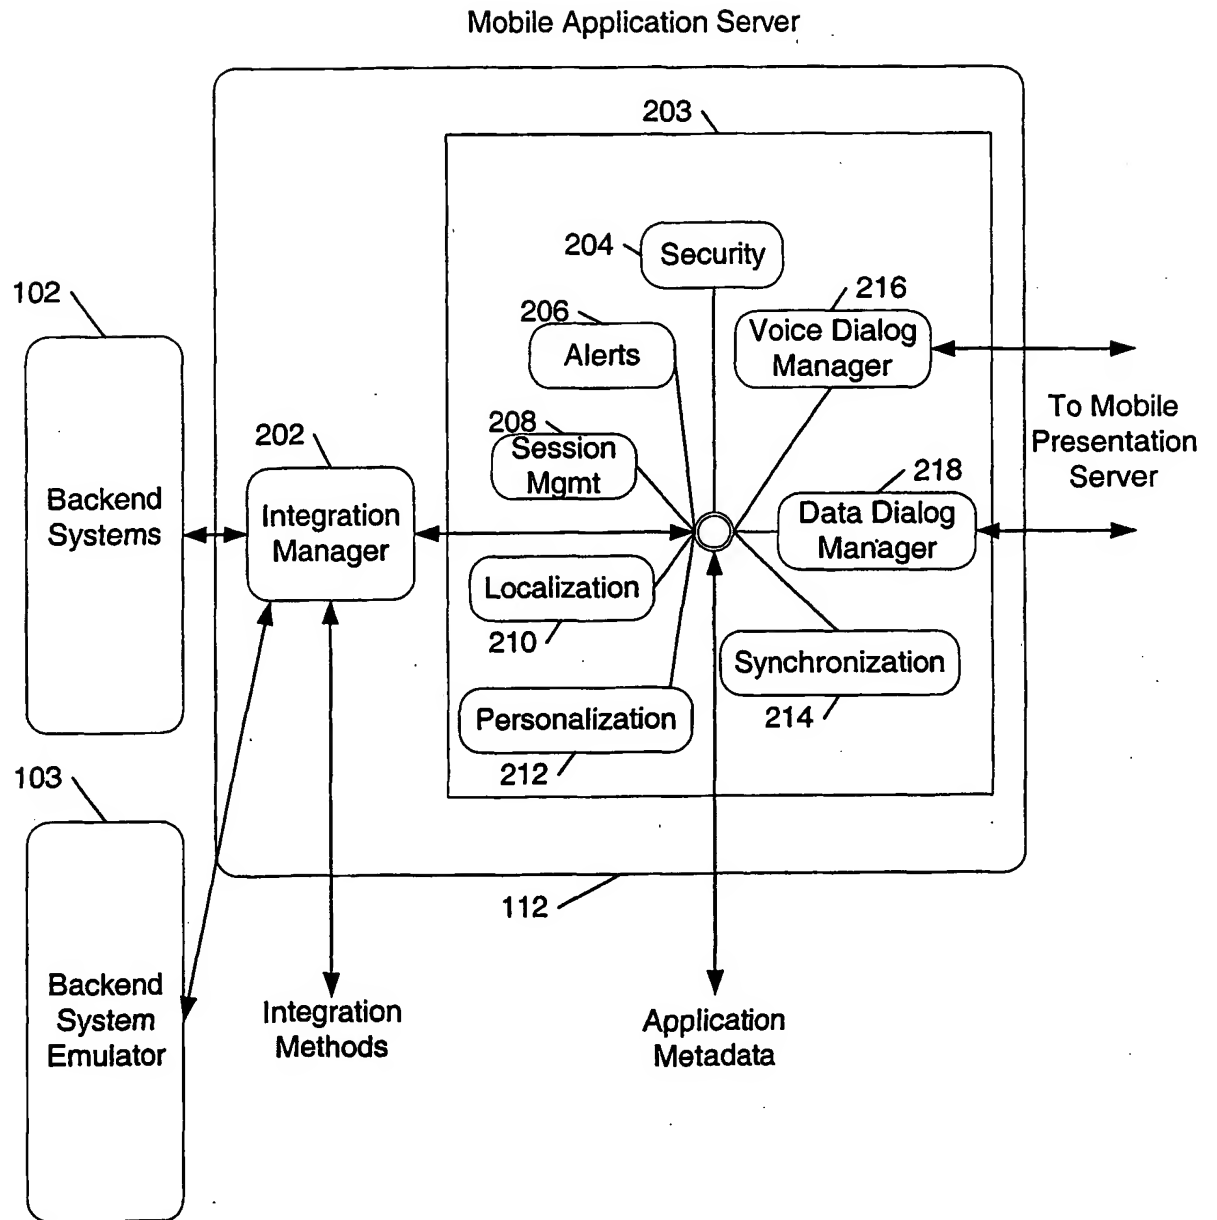 Mobile Application Server
203
204
Security
102
206
216
Alerts
Voice Dialog
Manager
To Mobile
Presentation
Server
202
208
Session
Mgmt
218
Backend
Systems
Integration
Manager
Data Dialog
Manager
Localization
210
Synchronization
214
Personalization
212
103
112
Backend
System
Emulator
Integration
Methods
Application
Metadata